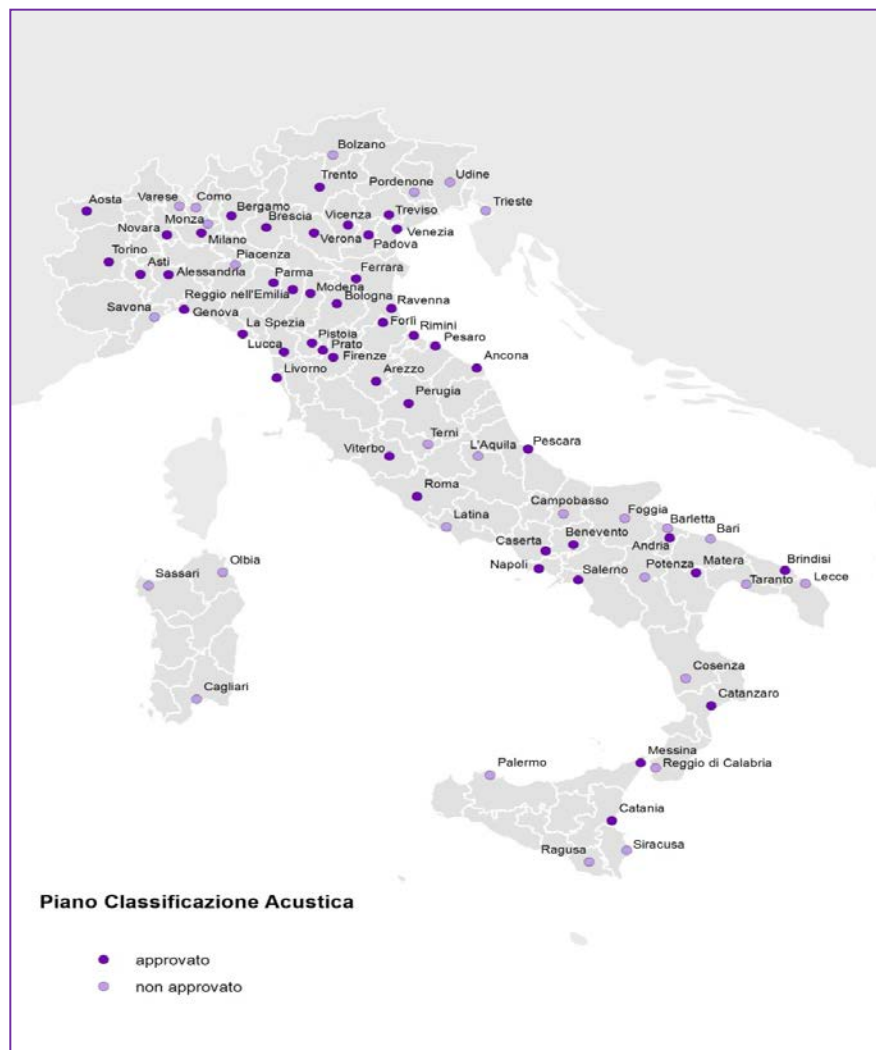 Bolzano
Udine
Trento
Pordenone
Aosta
Varese
Como
Trieste
Bergamo
Treviso
Monza
Brescia
Vicenza
Novara
Venezia
Milano
Verona
Padova
Torino
Piacenza
Asti
Ferrara
Alessandria
Parma
Modena
Reggio nell'Emilia
Bologna
Ravenna
Savona
Genova
La Spezia
Pistoia
Forlì
Rimini
Lucca
Prato
Pesaro
Firenze
Ancona
Livorno
Arezzo
Perugia
Terni
L'Aquila
Pescara
Viterbo
Roma
Campobasso
Foggia
Latina
Barletta
Benevento
Bari
Caserta
Andria
Olbia
Napoli
Salerno
Potenza
Matera
Brindisi
Sassari
Taranto
Lecce
Cosenza
Cagliari
Catanzaro
Messina
Palermo
Reggio di Calabria
Catania
Ragusa
Siracusa
Piano Classificazione Acustica
approvato
non approvato